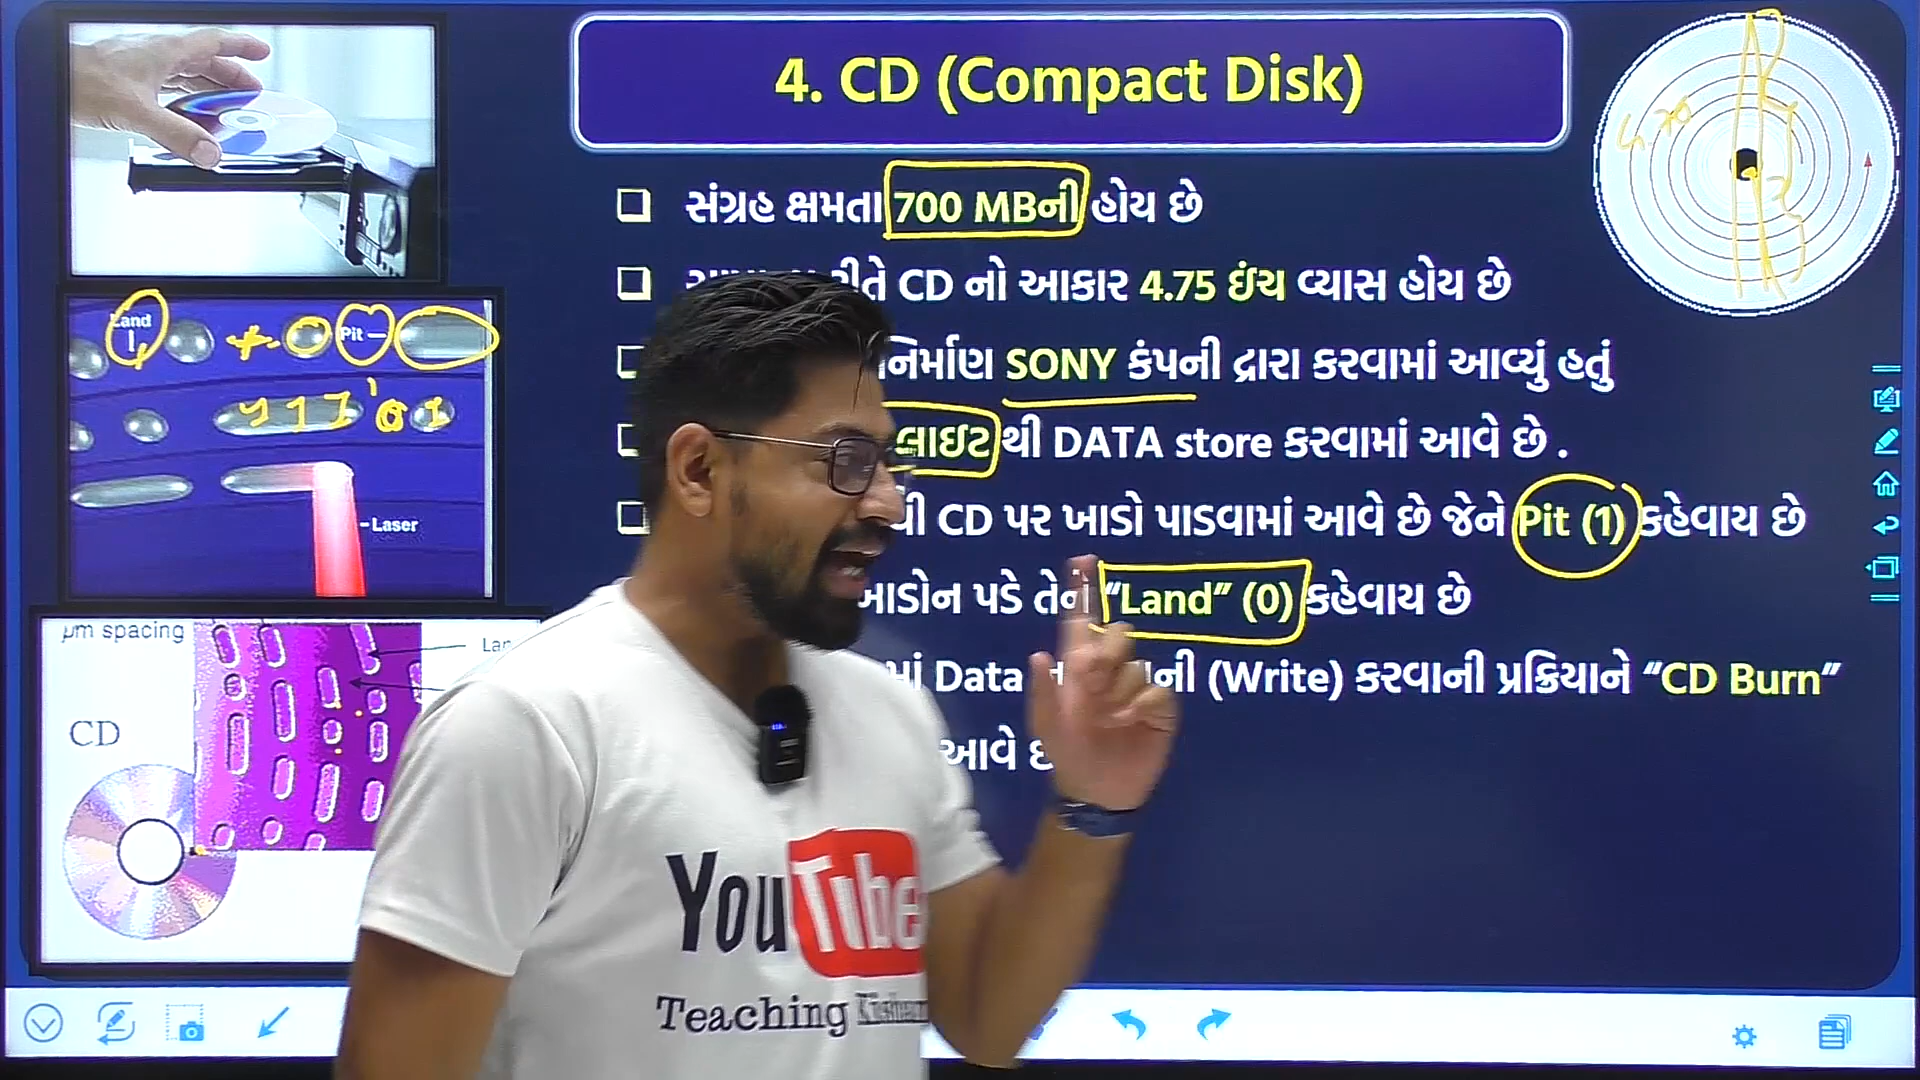 4. CD (Compact Disk)
સંગ્રહ ક્ષમતા 700 MBની હોય છે
CD નો આકાર 4.75 ઇંચ વ્યાસ હોય છે
નિર્માણ SONY કંપની દ્રારા કરવામાં આવ્યું હતું
લાઇટ થી DATA store કરવામાં આવે છે .
CD પર ખાડો પાડવામાં આવે છે જેને Pit (1) કહેવાય છે
પડે તેને “Land” (0) કહેવાય છે
Data (Write) કરવાની પ્રક્રિયાને “CD Burn”
આવે
Land
Pit
Laser
µm spacing
CD
YouTube
Teaching